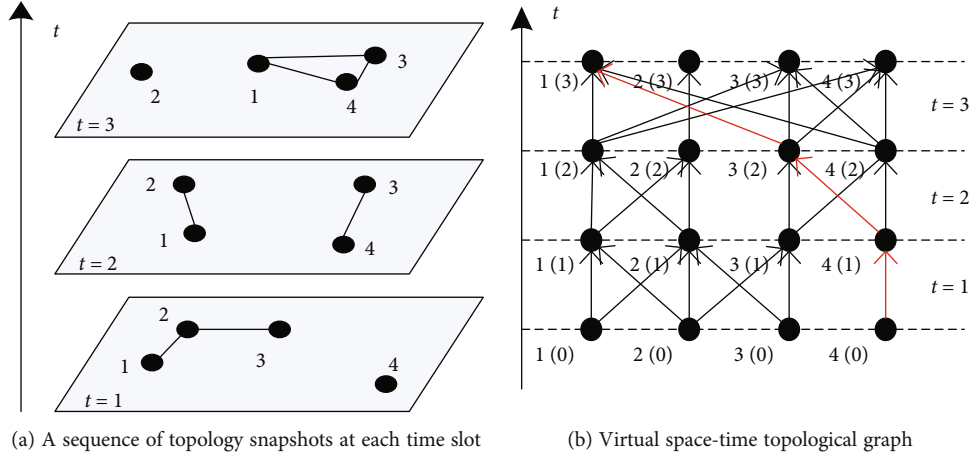 t
2
1
3
4
t = 3
2
1
3
4
t = 2
2
1
3
4
t = 1
(a) A sequence of topology snapshots at each time slot
t
1 (3) 2 (3) 3 (3) 4 (3)
t = 3
1 (2) 2 (2) 3 (2) 4 (2)
t = 2
1 (1) 2 (1) 3 (1) 4 (1)
t = 1
1 (0) 2 (0) 3 (0) 4 (0)
(b) Virtual space-time topological graph